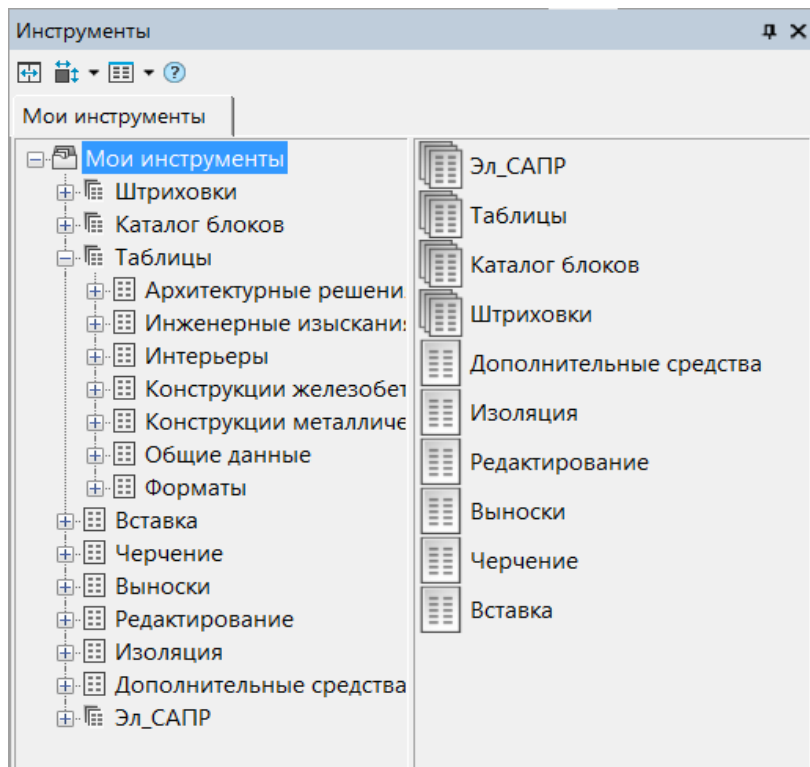 Инструменты
Мои инструменты
Мои инструменты
Штриховки
Каталог блоков
Таблицы
Архитектурные решени
Инженерные изыскани
Интерьеры
Конструкции железобет
Конструкции металличе
Общие данные
Форматы
Вставка
Черчение
Выноски
Редактирование
Изоляция
Дополнительные средства
Эл_САПР
Эл_САПР
Таблицы
Каталог блоков
Штриховки
Дополнительные средства
Изоляция
Редактирование
Выноски
Черчение
Вставка